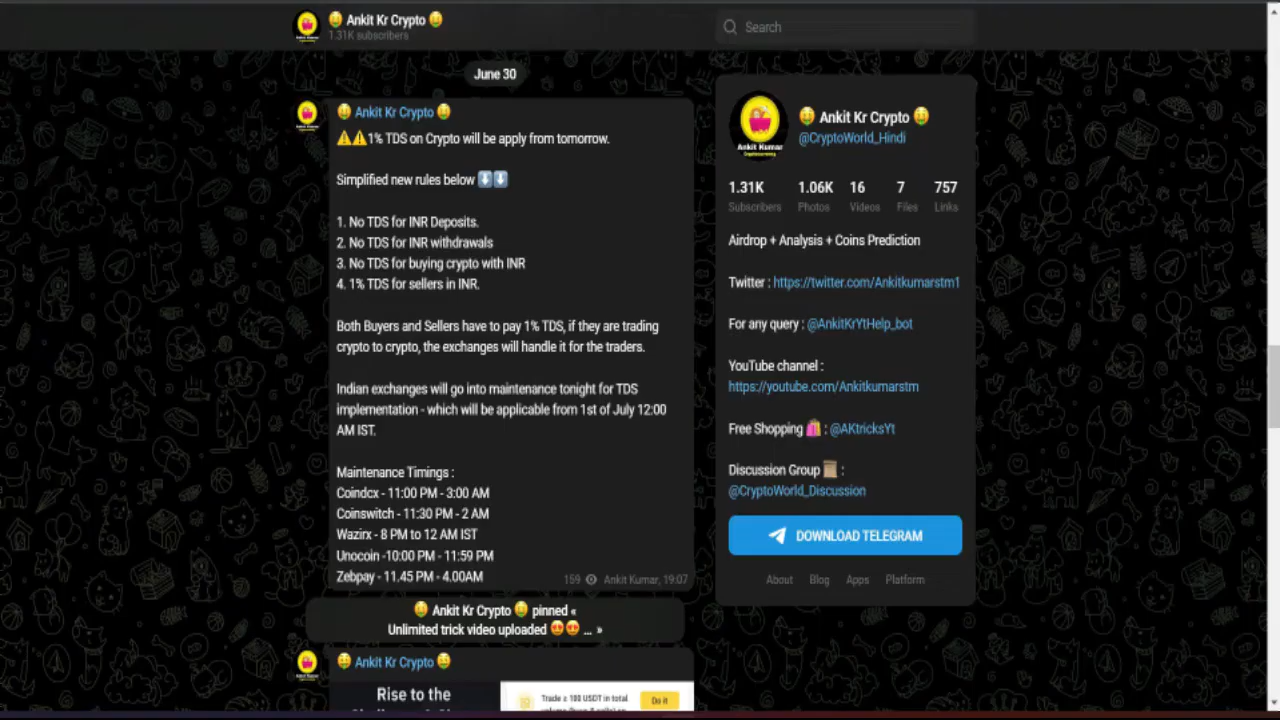 Ankit Kr Crypto
1.31K subscribers
Search
June 30
Ankit Kr Crypto
⚠️⚠️1% TDS on Crypto will be apply from tomorrow.
Simplified new rules below ⬇️⬇️
1. No TDS for INR Deposits.
2. No TDS for INR withdrawals
3. No TDS for buying crypto with INR
4. 1% TDS for sellers in INR.
Both Buyers and Sellers have to pay 1% TDS, if they are trading
crypto to crypto, the exchanges will handle it for the traders.
Indian exchanges will go into maintenance tonight for TDS
implementation - which will be applicable from 1st of July 12:00
AM IST.
Maintenance Timings :
Coindcx - 11:00 PM - 3:00 AM
Coinswitch - 11:30 PM - 2 AM
Wazirx - 8 PM to 12 AM IST
Unocoin -10:00 PM - 11:59 PM
Zebpay - 11.45 PM - 4.00AM
159 Ankit Kumar, 19:07
🤑 Ankit Kr Crypto 🤑 pinned «
Unlimited trick video uploaded 😍😍 ... »
Ankit Kr Crypto
Rise to the
Trade ≥ 100 USDT in total
Do it
Ankit Kumar
🤑 Ankit Kr Crypto 🤑
@CryptoWorld_Hindi
1.31K 1.06K 16 7 757
Subscribers Photos Videos Files Links
Airdrop + Analysis + Coins Prediction
Twitter : https://twitter.com/Ankitkumarstm1
For any query : @AnkitKrYtHelp_bot
YouTube channel :
https://youtube.com/Ankitkumarstm
Free Shopping 🛍 : @AKtricksYt
Discussion Group :
@CryptoWorld_Discussion
DOWNLOAD TELEGRAM
About Blog Apps Platform